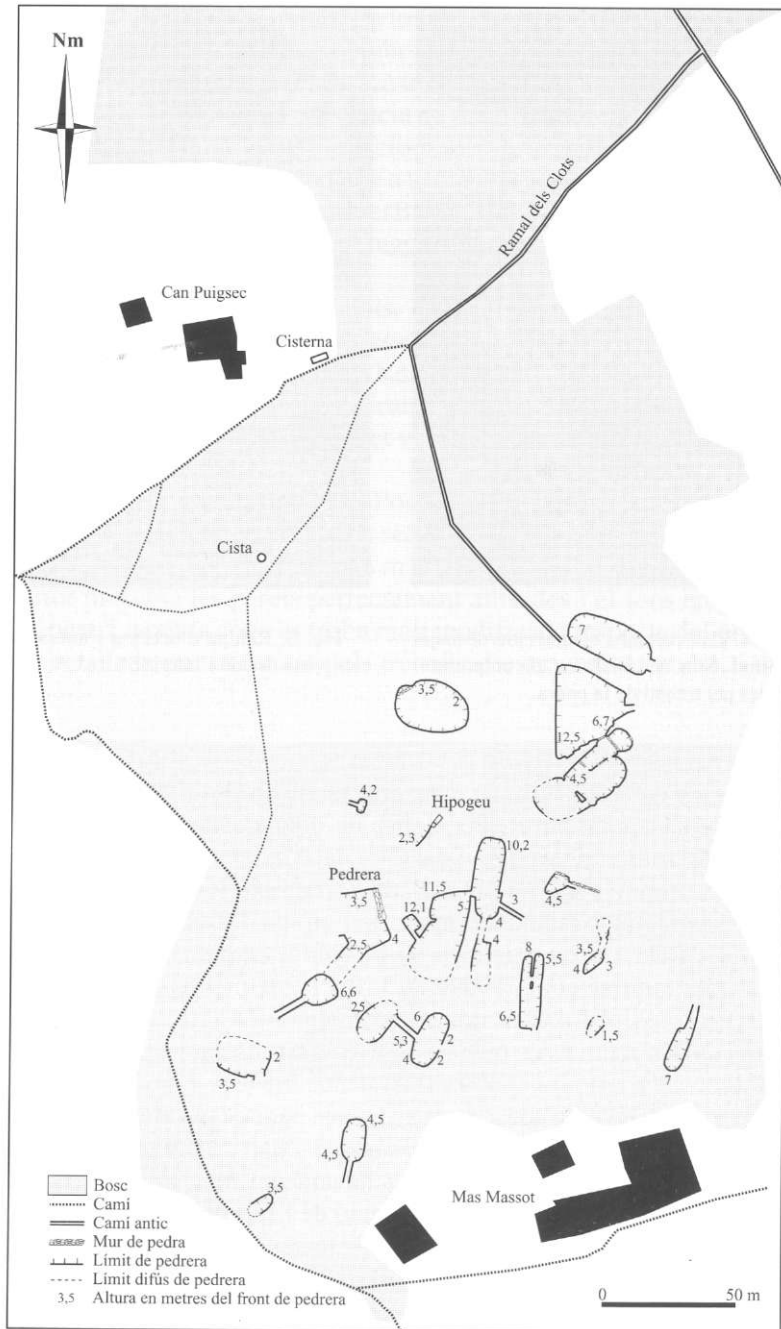 Nm
Ramal dels Clots
Can Puigsec
Cisterna
Cista
7
3,5
2
6,7
12,5
4,5
4,2
Hipogeu
2,3
10,2
Pedrera
11,5
3,5
12,1
5
3
4
4,5
4
2,5
4
8
5,5
3,5
4
3
6,6
2,5
6
5,3
2
6,5
1,5
2
4
2
3,5
7
4,5
4,5
3,5
Mas Massot
Bosc
Camí
Camí antic
Mur de pedra
Límit de pedrera
Límit difús de pedrera
3,5 Altura en metres del front de pedrera
0 50 m